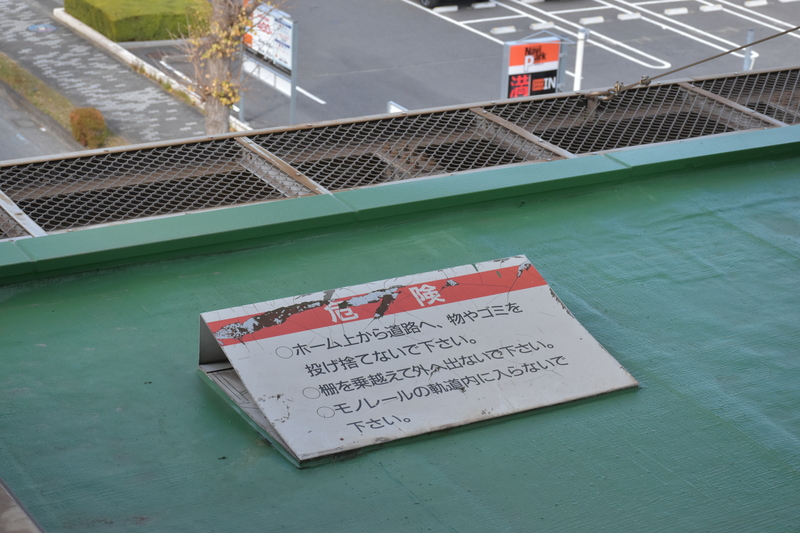 Navi
Park
P
満
IN
危険
○ホーム上から道路へ、物やゴミを
投げ捨てないで下さい。
○柵を乗越えて外へ出ないで下さい。
○モノレールの軌道内に入らないで
下さい。